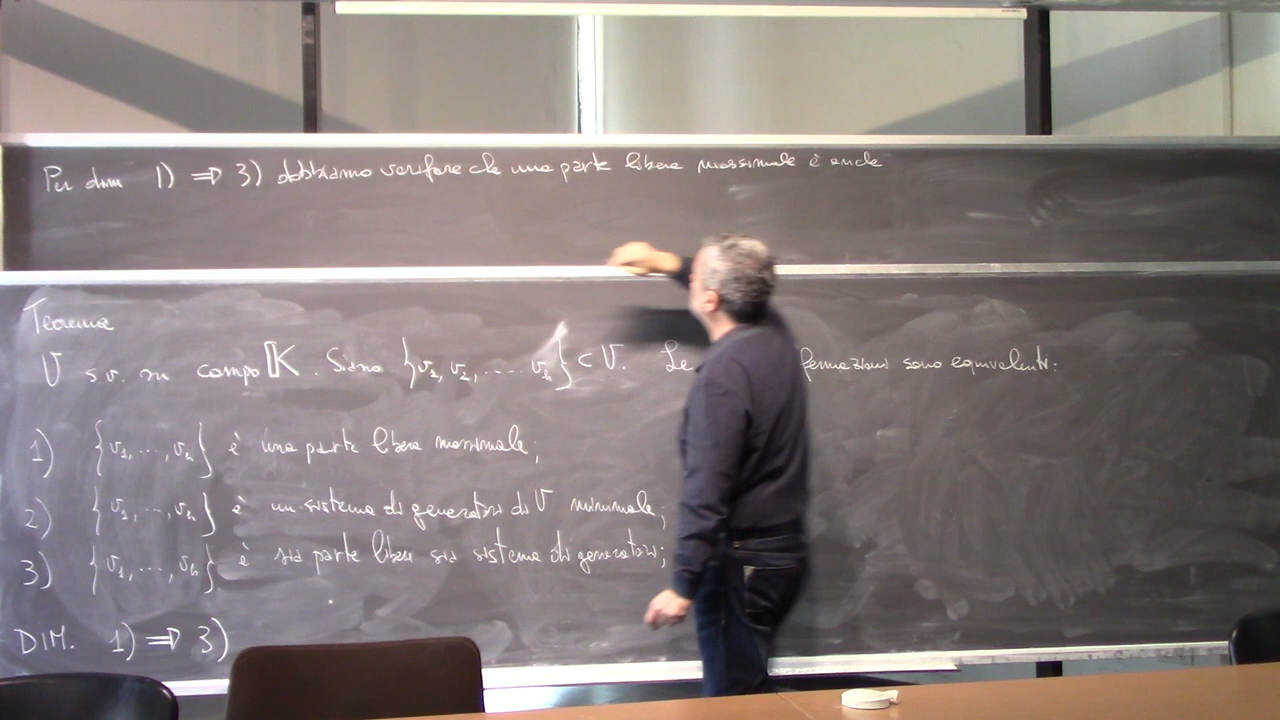 Per dim 1) ⇒ 3) dobbiamo verificare che una parte libera massimale è anche
Teorema
V s.v. su campo K. Siano {v₁, v₂, .... vₙ} ⊂ V. Le fermazioni sono equivalenti:
1) {v₁, ..., vₙ} è una parte libera massimale;
2) {v₁, .., vₙ} è un sistema di generatori di V minimale;
3) {v₁, ..., vₙ} è sia parte libera sia sistema di generatori;
DIM. 1) ⇒ 3)